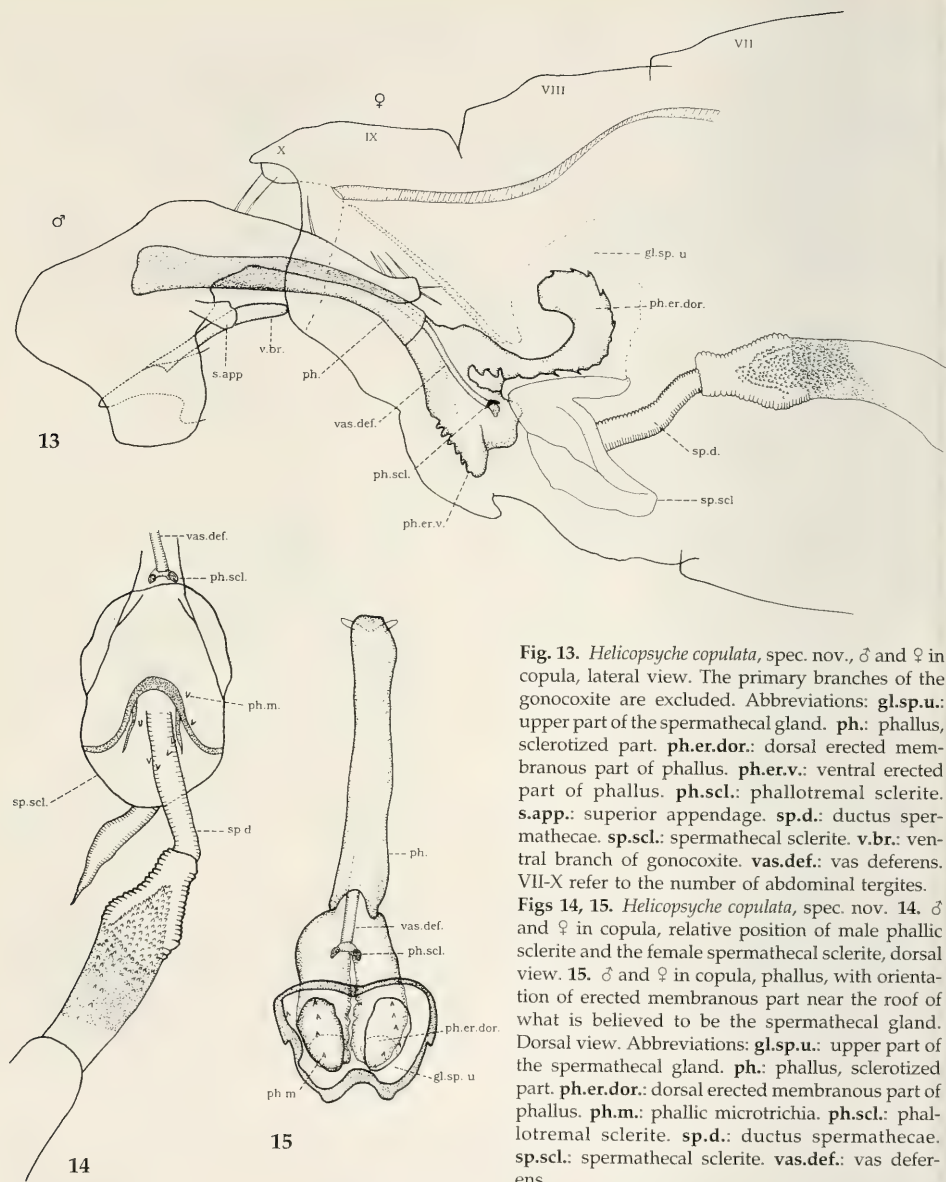 VII
VIII
♀
IX
X
♂
gl.sp. u
ph.er.dor.
s.app
v.br.
ph.
vas.def.
sp.d.
13
ph.scl.
sp.scl
ph.er.v.
vas.def.
ph.scl.
ph.m.
sp.scl.
sp d
14
ph.
vas.def.
ph.scl.
ph.er.dor.
gl.sp. u
ph m
15
Fig. 13. Helicopsyche copulata, spec. nov., ♂ and ♀ in
copula, lateral view. The primary branches of the
gonocoxite are excluded. Abbreviations: gl.sp.u.:
upper part of the spermathecal gland. ph.: phallus,
sclerotized part. ph.er.dor.: dorsal erected mem-
branous part of phallus. ph.er.v.: ventral erected
part of phallus. ph.scl.: phallotremal sclerite.
s.app.: superior appendage. sp.d.: ductus sper-
mathecae. sp.scl.: spermathecal sclerite. v.br.: ven-
tral branch of gonocoxite. vas.def.: vas deferens.
VII-X refer to the number of abdominal tergites.
Figs 14, 15. Helicopsyche copulata, spec. nov. 14. ♂
and ♀ in copula, relative position of male phallic
sclerite and the female spermathecal sclerite, dorsal
view. 15. ♂ and ♀ in copula, phallus, with orienta-
tion of erected membranous part near the roof of
what is believed to be the spermathecal gland.
Dorsal view. Abbreviations: gl.sp.u.: upper part of
the spermathecal gland. ph.: phallus, sclerotized
part. ph.er.dor.: dorsal erected membranous part of
phallus. ph.m.: phallic microtrichia. ph.scl.: phal-
lotremal sclerite. sp.d.: ductus spermathecae.
sp.scl.: spermathecal sclerite. vas.def.: vas defer-
ens